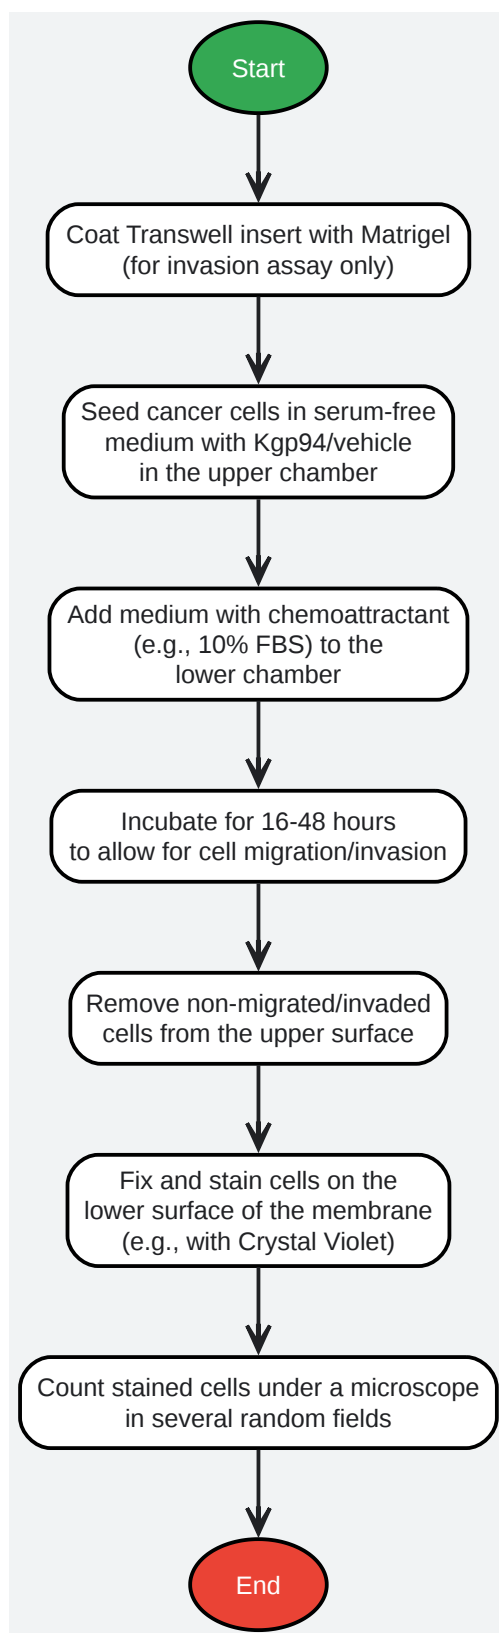 Start
Coat Transwell insert with Matrigel
(for invasion assay only)
Seed cancer cells in serum-free
medium with Kgp94/vehicle
in the upper chamber
Add medium with chemoattractant
(e.g., 10% FBS) to the
lower chamber
Incubate for 16-48 hours
to allow for cell migration/invasion
Remove non-migrated/invaded
cells from the upper surface
Fix and stain cells on the
lower surface of the membrane
(e.g., with Crystal Violet)
Count stained cells under a microscope
in several random fields
End